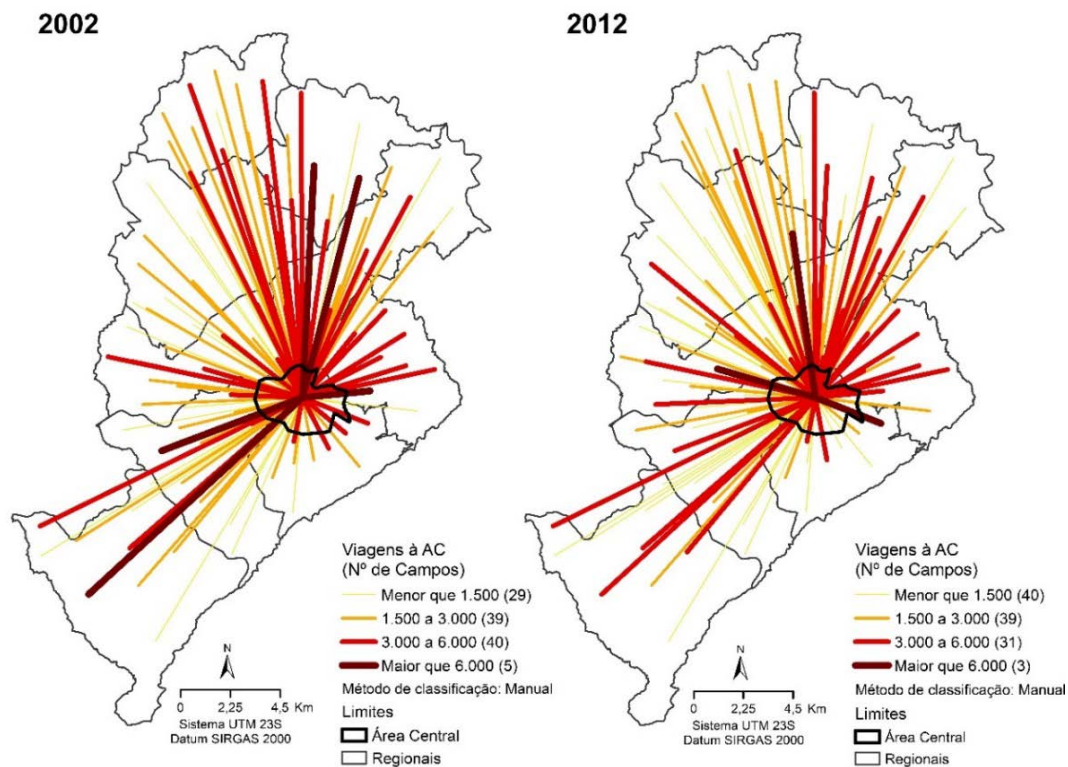 2002
Viagens à AC
(Nº de Campos)
Menor que 1.500 (29)
1.500 a 3.000 (39)
3.000 a 6.000 (40)
Maior que 6.000 (5)
Método de classificação: Manual
Limites
Área Central
Regionais
N
0 2,25 4,5 Km
Sistema UTM 23S
Datum SIRGAS 2000
2012
Viagens à AC
(Nº de Campos)
Menor que 1.500 (40)
1.500 a 3.000 (39)
3.000 a 6.000 (31)
Maior que 6.000 (3)
Método de classificação: Manual
Limites
Área Central
Regionais
N
0 2,25 4,5 Km
Sistema UTM 23S
Datum SIRGAS 2000